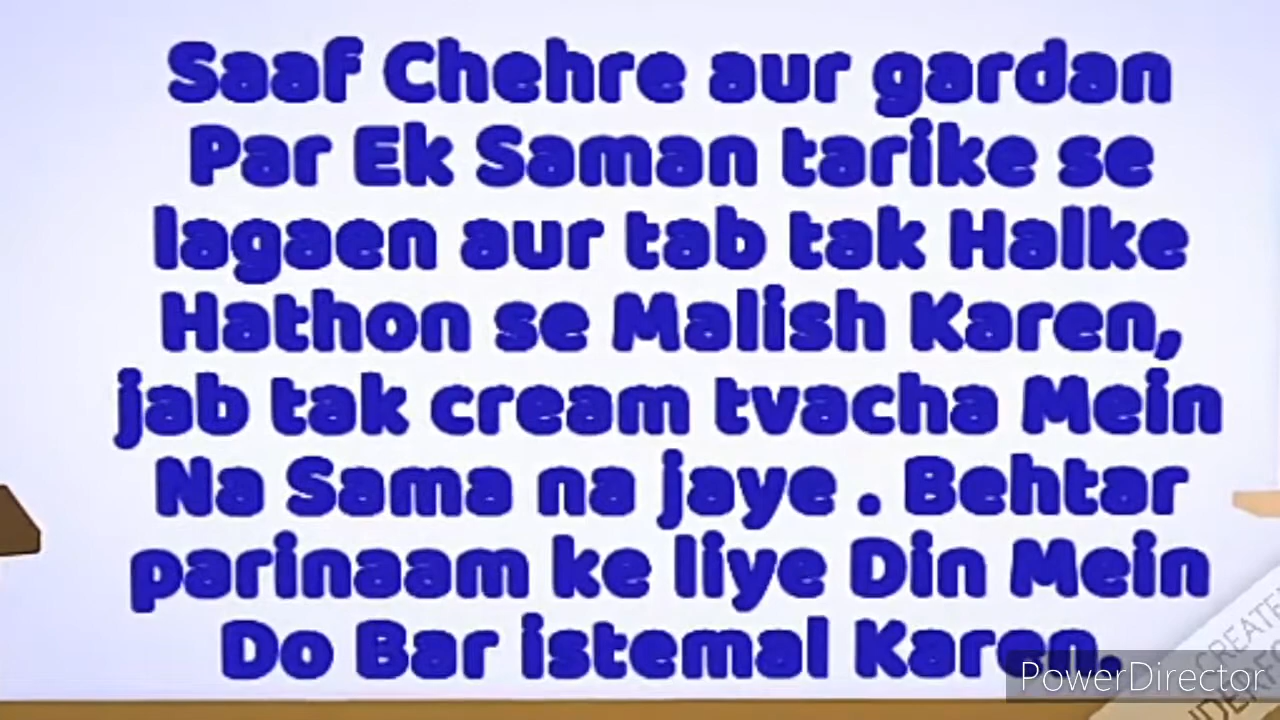 Saaf Chehre aur gardan
Par Ek Saman tarike se
lagaen aur tab tak Halke
Hathon se Malish Karen,
jab tak cream tvacha Mein
Na Sama na jaye . Behtar
parinaam ke liye Din Mein
Do Bar istemal Karen.
PowerDirector